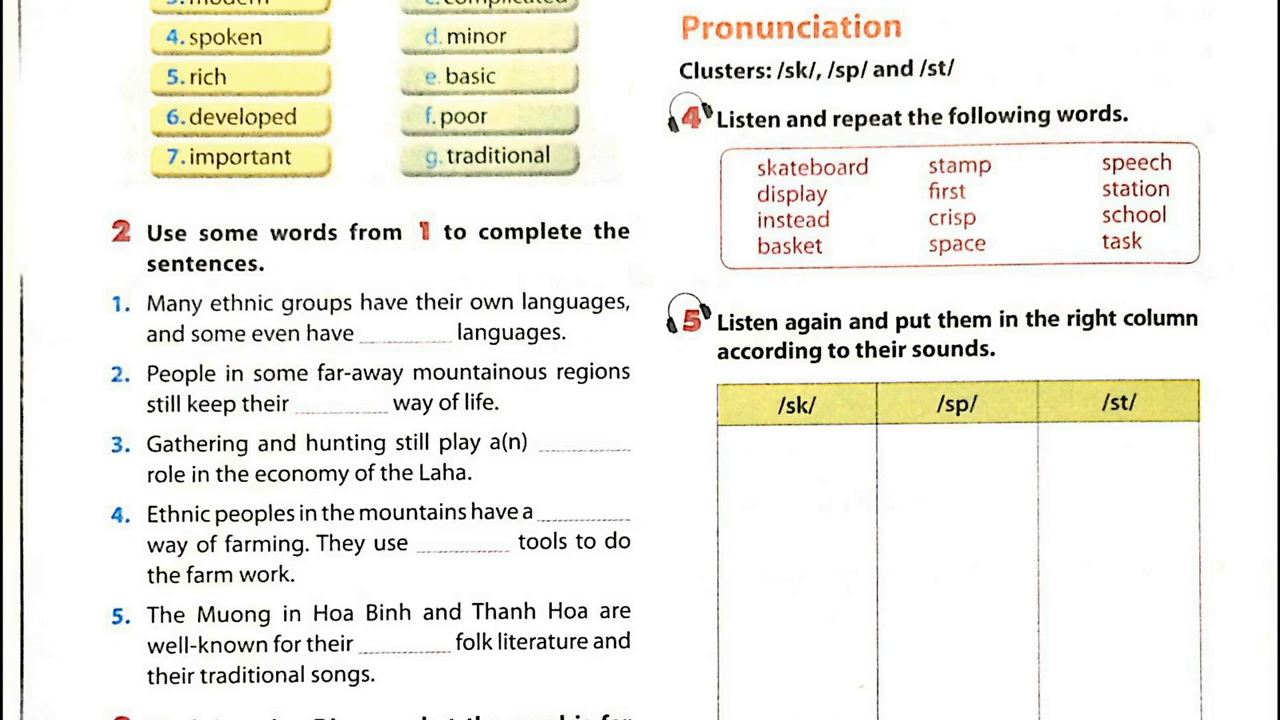 3. modern
c. complicated
4. spoken
d. minor
5. rich
e. basic
6. developed
f. poor
7. important
g. traditional
2 Use some words from 1 to complete the
sentences.
1. Many ethnic groups have their own languages,
and some even have ________ languages.
2. People in some far-away mountainous regions
still keep their ________ way of life.
3. Gathering and hunting still play a(n) ________
role in the economy of the Laha.
4. Ethnic peoples in the mountains have a ________
way of farming. They use ________ tools to do
the farm work.
5. The Muong in Hoa Binh and Thanh Hoa are
well-known for their ________ folk literature and
their traditional songs.
Pronunciation
Clusters: /sk/, /sp/ and /st/
4 Listen and repeat the following words.
skateboard stamp speech
display first station
instead crisp school
basket space task
5 Listen again and put them in the right column
according to their sounds.
/sk/ /sp/ /st/